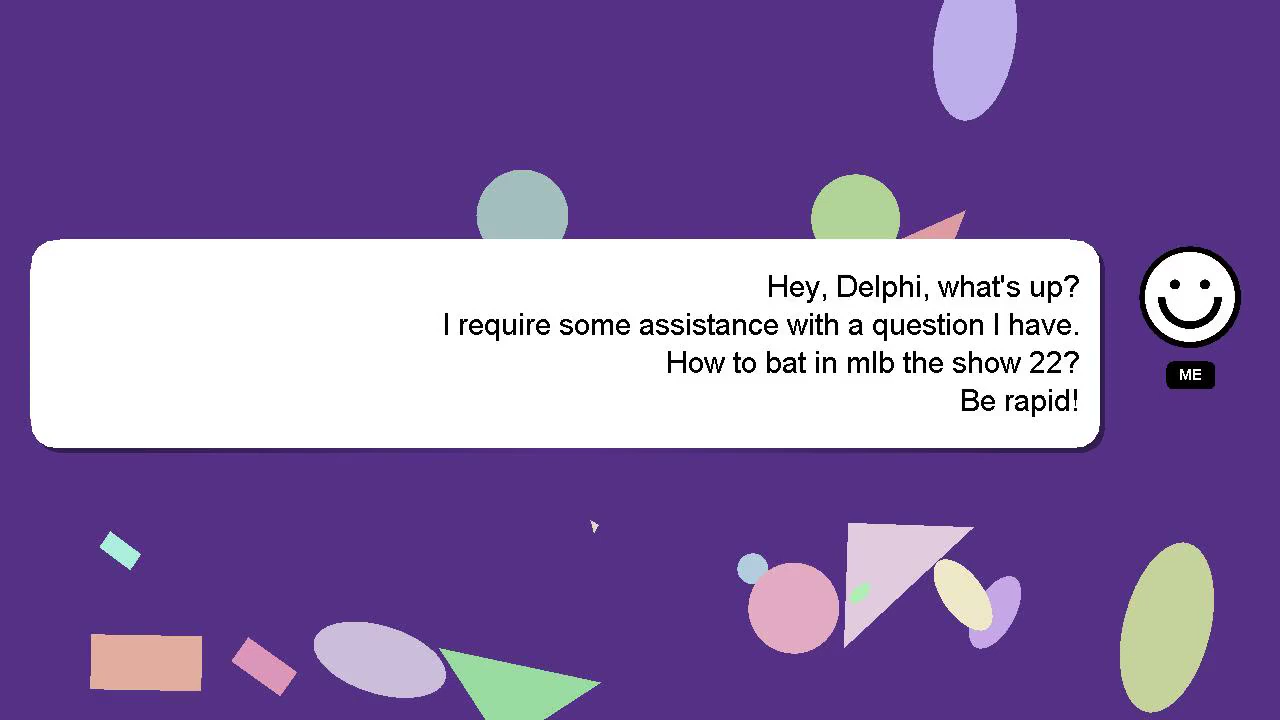 Hey, Delphi, what's up?
I require some assistance with a question I have.
How to bat in mlb the show 22?
Be rapid!
ME